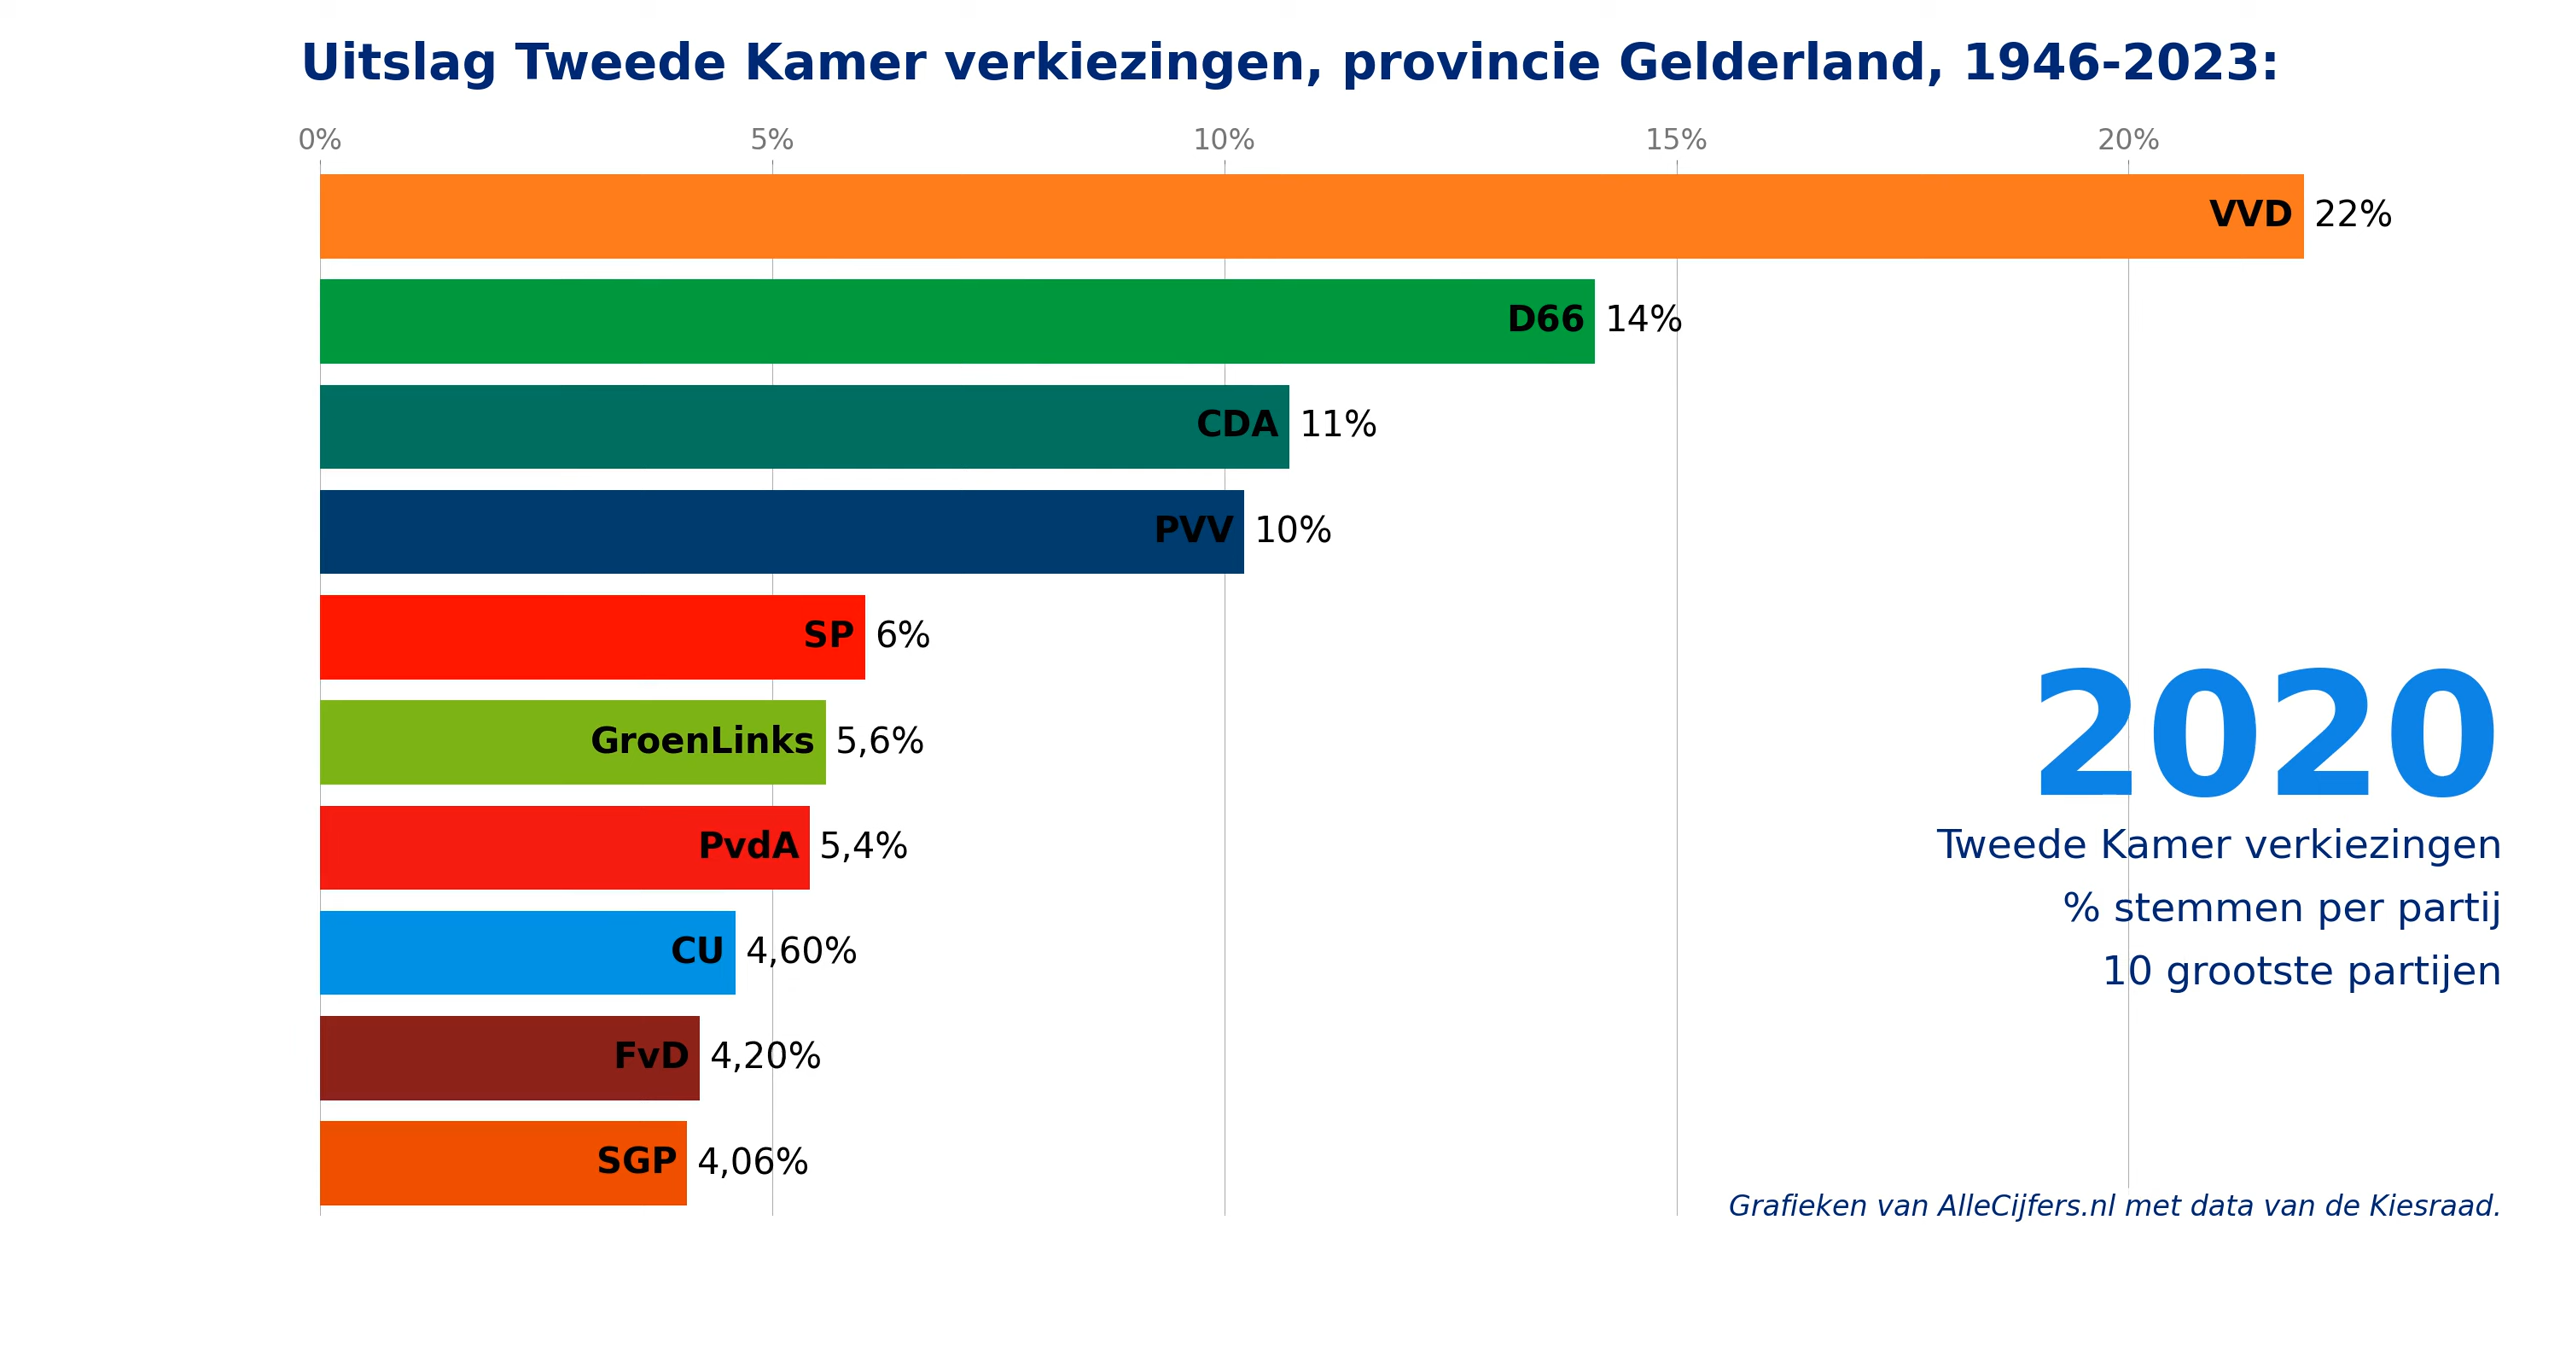 Uitslag Tweede Kamer verkiezingen, provincie Gelderland, 1946-2023:
0% 5% 10% 15% 20%
VVD 22%
D66 14%
CDA 11%
PVV 10%
SP 6%
GroenLinks 5,6%
PvdA 5,4%
CU 4,60%
FvD 4,20%
SGP 4,06%
2020
Tweede Kamer verkiezingen
% stemmen per partij
10 grootste partijen
Grafieken van AlleCijfers.nl met data van de Kiesraad.